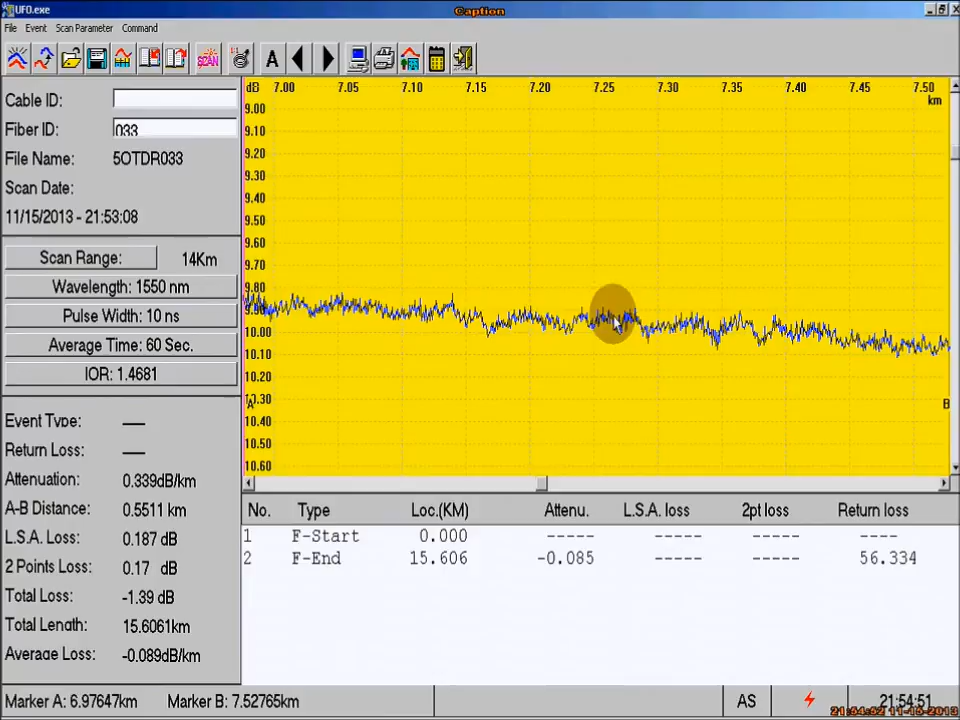 UFO.exe
Caption
File Event Scan Parameter Command
SCAN A
Cable ID:
Fiber ID: 033
File Name: 5OTDR033
Scan Date:
11/15/2013 - 21:53:08
Scan Range: 14Km
Wavelength: 1550 nm
Pulse Width: 10 ns
Average Time: 60 Sec.
IOR: 1.4681
Event Type: ---
Return Loss: ---
Attenuation: 0.339dB/km
A-B Distance: 0.5511 km
L.S.A. Loss: 0.187 dB
2 Points Loss: 0.17 dB
Total Loss: -1.39 dB
Total Length: 15.6061km
Average Loss: -0.089dB/km
dB 7.00 7.05 7.10 7.15 7.20 7.25 7.30 7.35 7.40 7.45 7.50
km
9.00
9.10
9.20
9.30
9.40
9.50
9.60
9.70
9.80
9.90
10.00
10.10
10.20
10.30
A B
10.40
10.50
10.60
No. Type Loc.(KM) Attenu. L.S.A. loss 2pt loss Return loss
1 F-Start 0.000 ----- ----- ----- ----
2 F-End 15.606 -0.085 ----- ----- 56.334
Marker A: 6.97647km Marker B: 7.52765km AS 21:54:51
21:54:52 11-15-2013